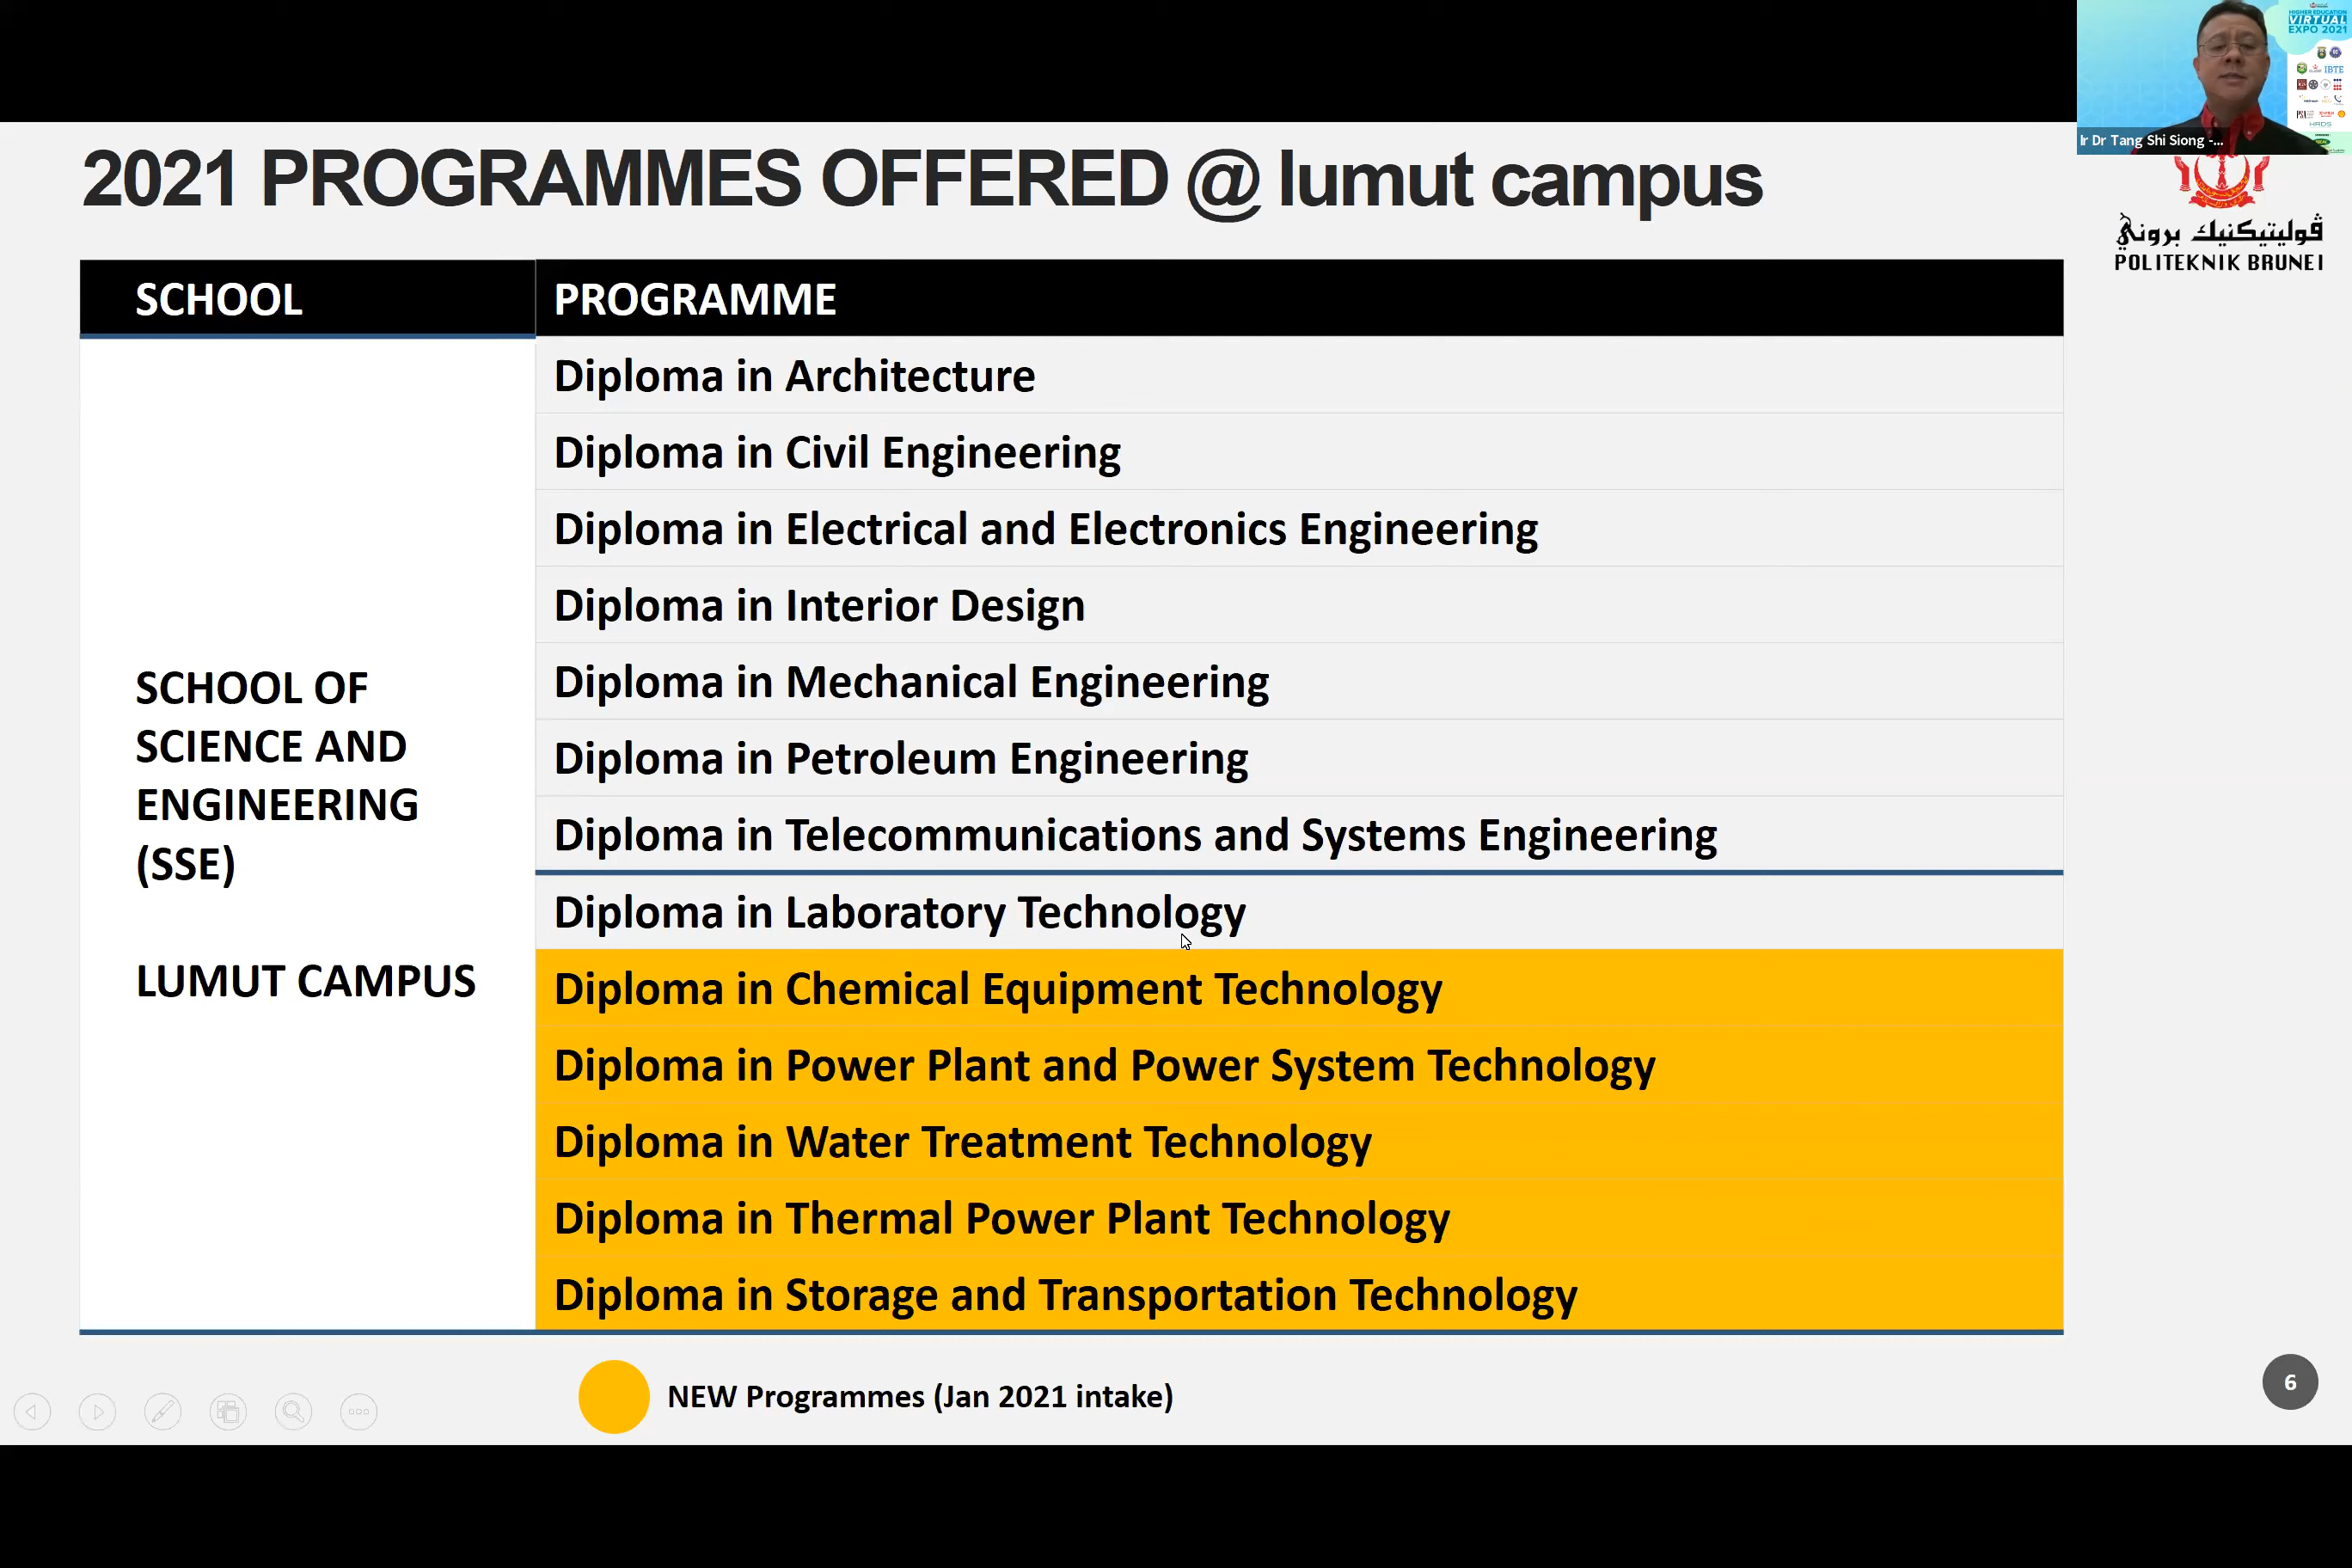 2021 PROGRAMMES OFFERED @ lumut campus
HIGHER EDUCATION
VIRTUAL
EXPO 2021
IBTE
HRDS
Ir Dr Tang Shi Siong -...
ڤوليتيكنيك بروني
POLITEKNIK BRUNEI
SCHOOL
PROGRAMME
SCHOOL OF
SCIENCE AND
ENGINEERING
(SSE)
LUMUT CAMPUS
Diploma in Architecture
Diploma in Civil Engineering
Diploma in Electrical and Electronics Engineering
Diploma in Interior Design
Diploma in Mechanical Engineering
Diploma in Petroleum Engineering
Diploma in Telecommunications and Systems Engineering
Diploma in Laboratory Technology
Diploma in Chemical Equipment Technology
Diploma in Power Plant and Power System Technology
Diploma in Water Treatment Technology
Diploma in Thermal Power Plant Technology
Diploma in Storage and Transportation Technology
NEW Programmes (Jan 2021 intake)
6